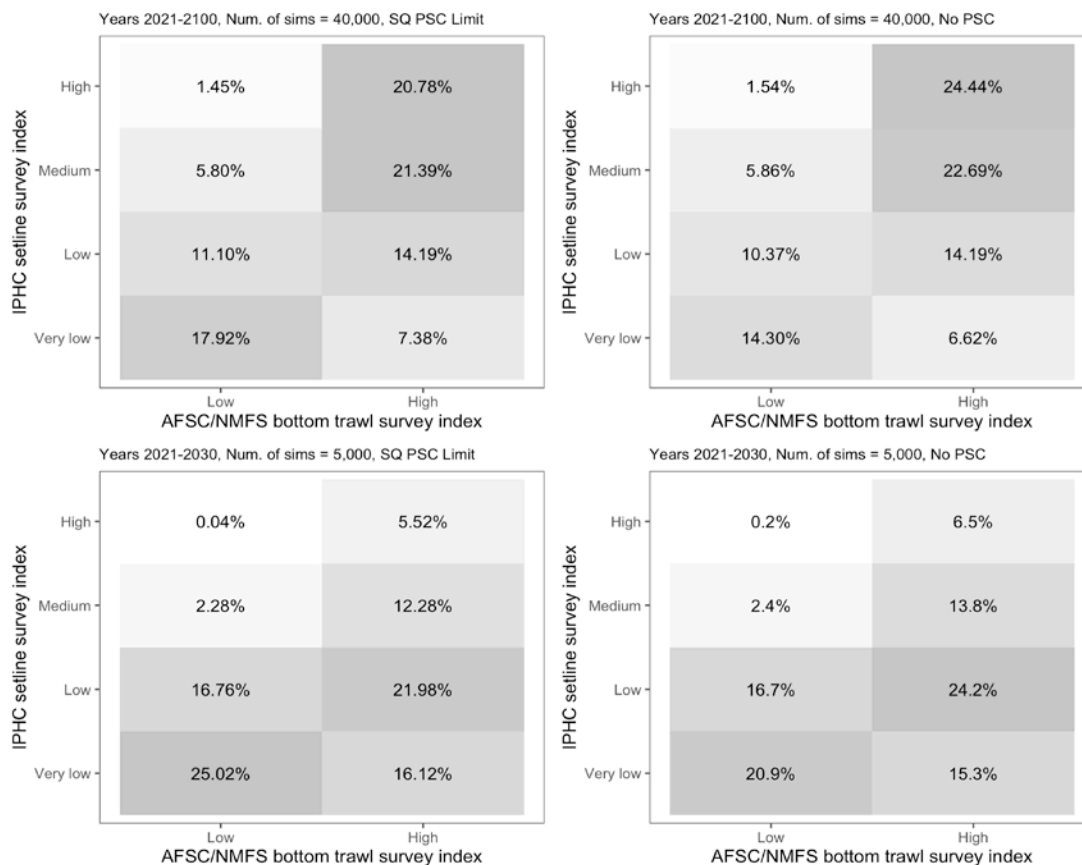 Years 2021-2100, Num. of sims = 40,000, SQ PSC Limit
IPHC setline survey index
High
1.45%
20.78%
Medium
5.80%
21.39%
Low
11.10%
14.19%
Very low
17.92%
7.38%
Low
High
AFSC/NMFS bottom trawl survey index
Years 2021-2100, Num. of sims = 40,000, No PSC
IPHC setline survey index
High
1.54%
24.44%
Medium
5.86%
22.69%
Low
10.37%
14.19%
Very low
14.30%
6.62%
Low
High
AFSC/NMFS bottom trawl survey index
Years 2021-2030, Num. of sims = 5,000, SQ PSC Limit
IPHC setline survey index
High
0.04%
5.52%
Medium
2.28%
12.28%
Low
16.76%
21.98%
Very low
25.02%
16.12%
Low
High
AFSC/NMFS bottom trawl survey index
Years 2021-2030, Num. of sims = 5,000, No PSC
IPHC setline survey index
High
0.2%
6.5%
Medium
2.4%
13.8%
Low
16.7%
24.2%
Very low
20.9%
15.3%
Low
High
AFSC/NMFS bottom trawl survey index